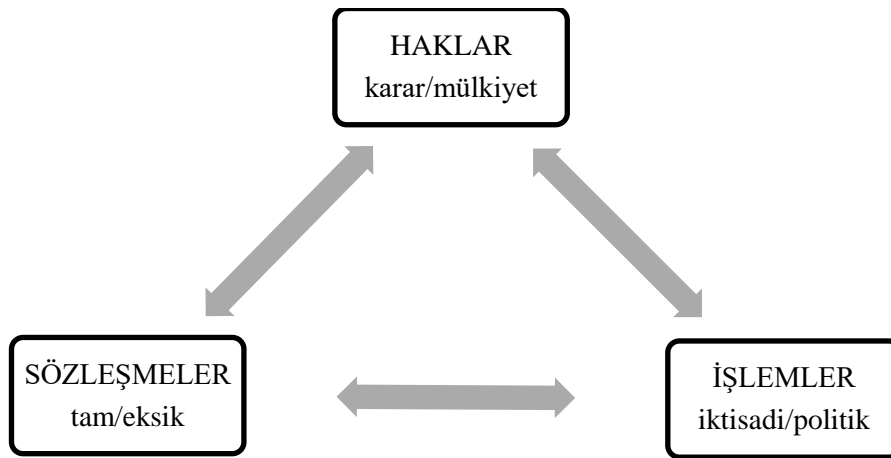 HAKLAR
karar/mülkiyet
SÖZLEŞMELER
tam/eksik
İŞLEMLER
iktisadi/politik